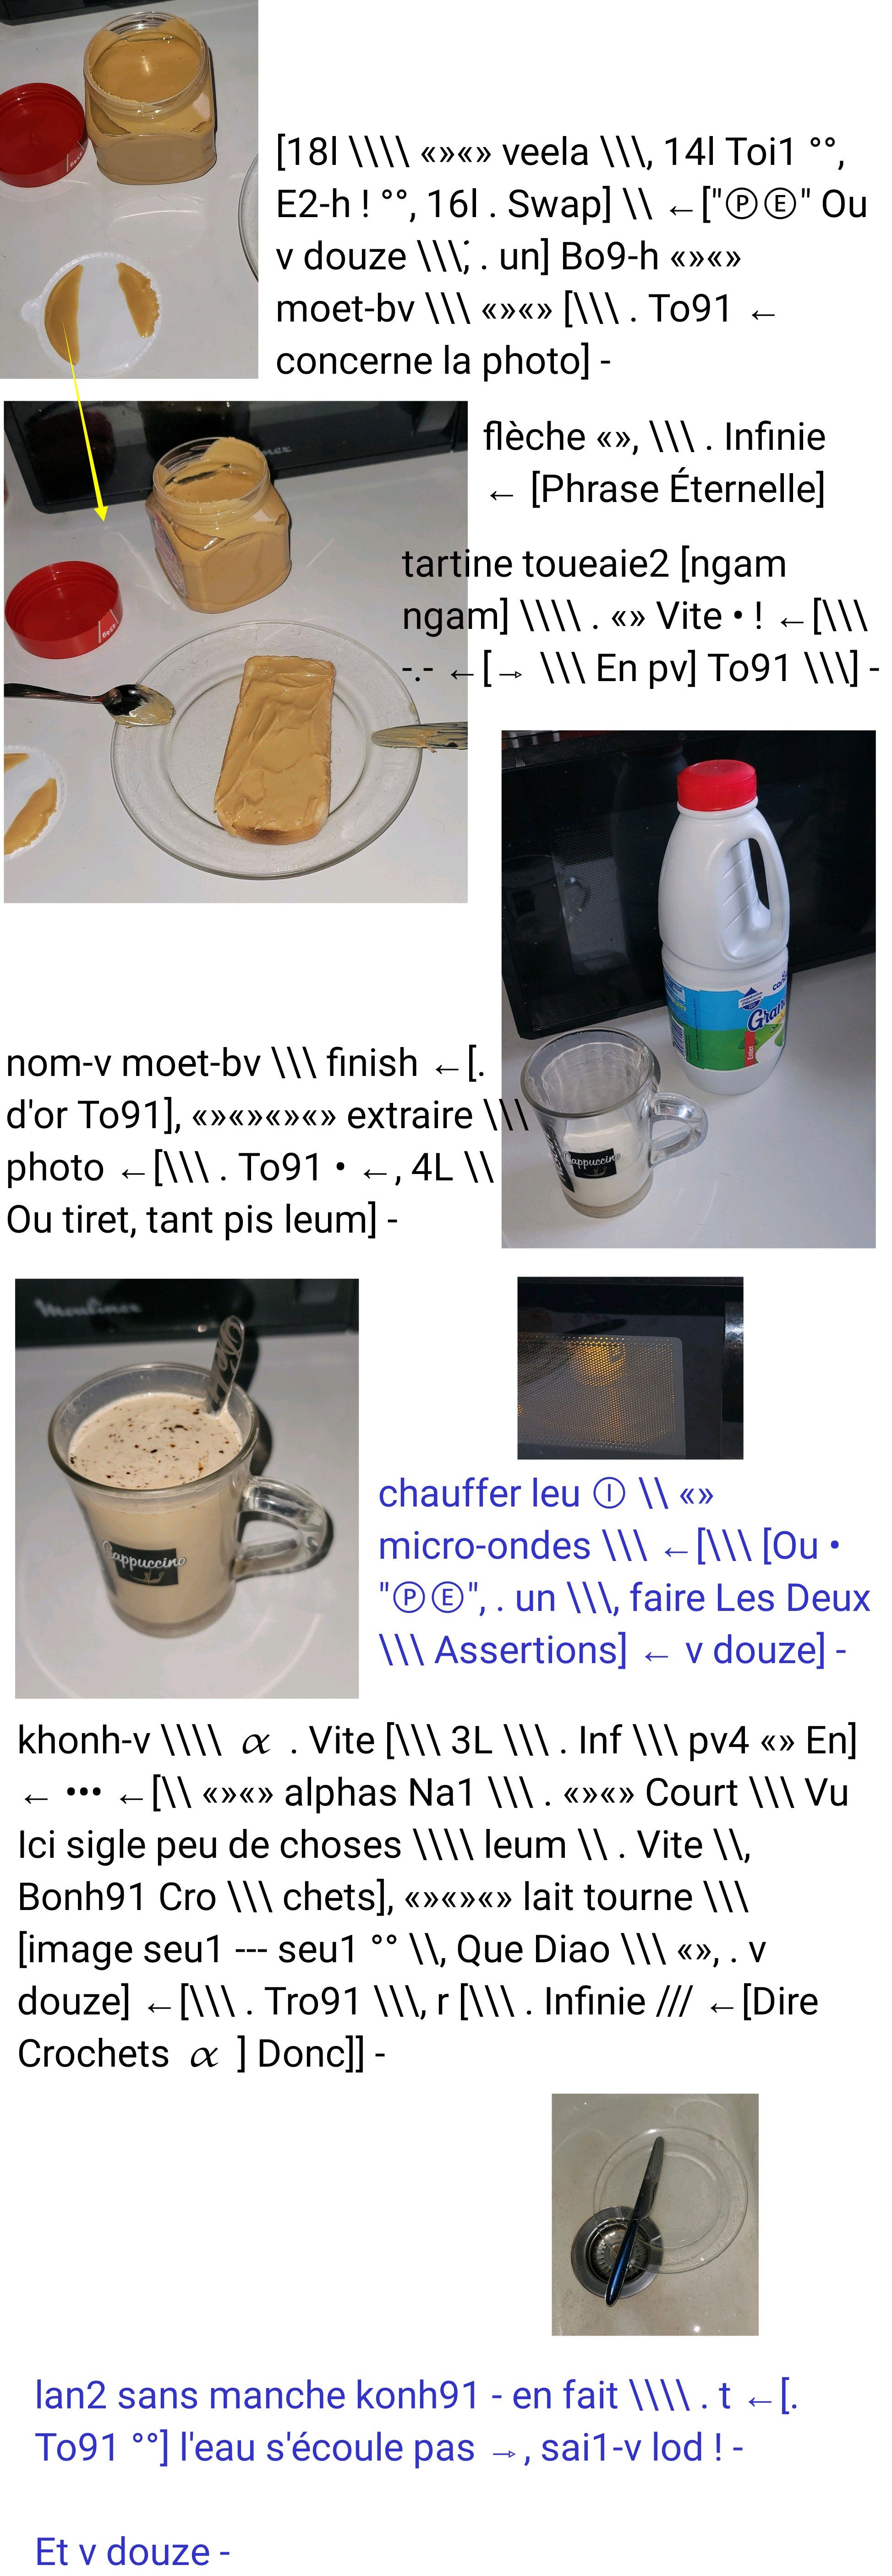 [18l \\\\ «»«» veela \\\, 14l Toi1 °°,
E2-h ! °°, 16l . Swap] \\ ←["ⓅⒺ" Ou
v douze \\\; . un] Bo9-h «»«»
moet-bv \\\ «»«» [\\\ . To91 ←
concerne la photo] -
flèche «», \\\ . Infinie
← [Phrase Éternelle]
tartine toueaie2 [ngam
ngam] \\\\ . «» Vite • ! ←[\\\
-.- ←[→ \\\ En pv] To91 \\\] -
Gran
nom-v moet-bv \\\ finish ←[.
d'or To91], «»«»«»«» extraire \\\
photo ←[\\\ . To91 • ←, 4L \\
Ou tiret, tant pis leum] -
Cappuccino
Moulinex
Cappuccino
chauffer leu Ⓘ \\ «»
micro-ondes \\\ ←[\\\ [Ou •
"ⓅⒺ", . un \\\, faire Les Deux
\\\ Assertions] ← v douze] -
khonh-v \\\\ α . Vite [\\\ 3L \\\ . Inf \\\ pv4 «» En]
← ••• ←[\\ «»«» alphas Na1 \\\ . «»«» Court \\\ Vu
Ici sigle peu de choses \\\\ leum \\ . Vite \\,
Bonh91 Cro \\\ chets], «»«»«» lait tourne \\\
[image seu1 --- seu1 °° \\, Que Diao \\\ «», . v
douze] ←[\\\ . Tro91 \\\, r [\\\ . Infinie /// ←[Dire
Crochets α ] Donc]] -
lan2 sans manche konh91 - en fait \\\\ . t ←[.
To91 °°] l'eau s'écoule pas →, sai1-v lod ! -
Et v douze -